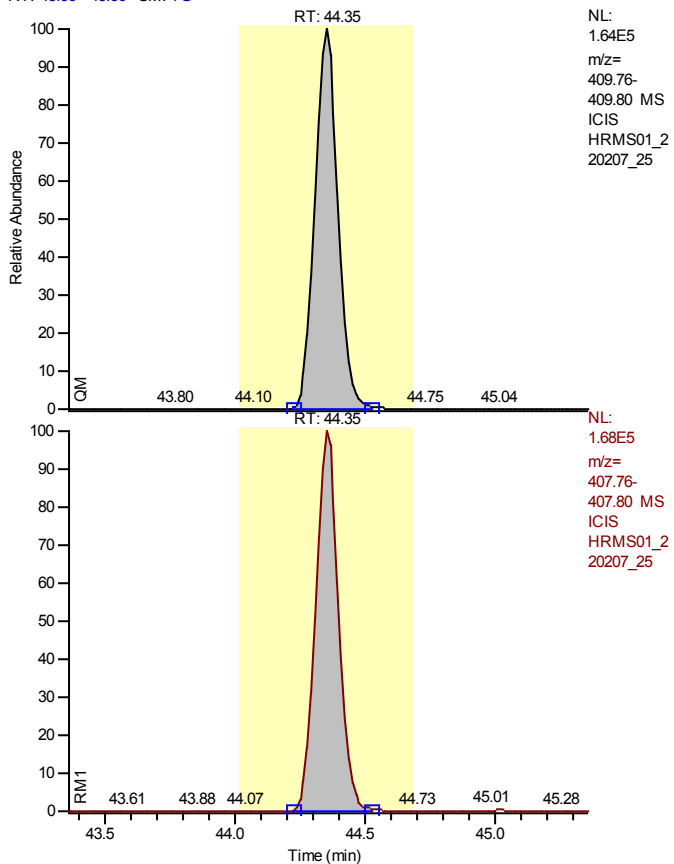 RT: 44.35
NL:
1.64E5
m/z=
409.76-
409.80 MS
ICIS
HRMS01_2
20207_25
100
90
80
70
60
50
40
30
20
10
0
Relative Abundance
QM
43.80 44.10 44.75 45.04
RT: 44.35
NL:
1.68E5
m/z=
407.76-
407.80 MS
ICIS
HRMS01_2
20207_25
100
90
80
70
60
50
40
30
20
10
0
RM1
43.61 43.88 44.07 44.73 45.01 45.28
43.5 44.0 44.5 45.0
Time (min)